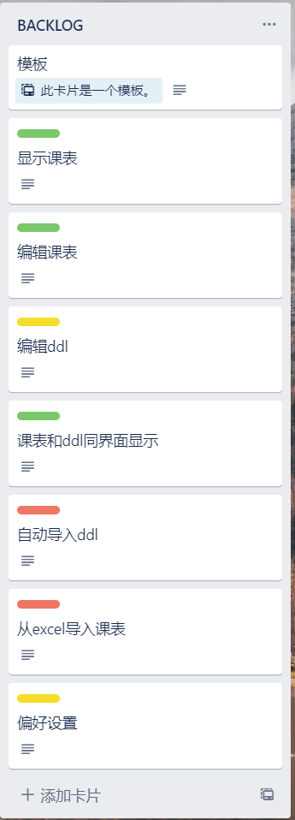 BACKLOG
模板
此卡片是一个模板。
显示课表
编辑课表
编辑ddl
课表和ddl同界面显示
自动导入ddl
从excel导入课表
偏好设置
添加卡片